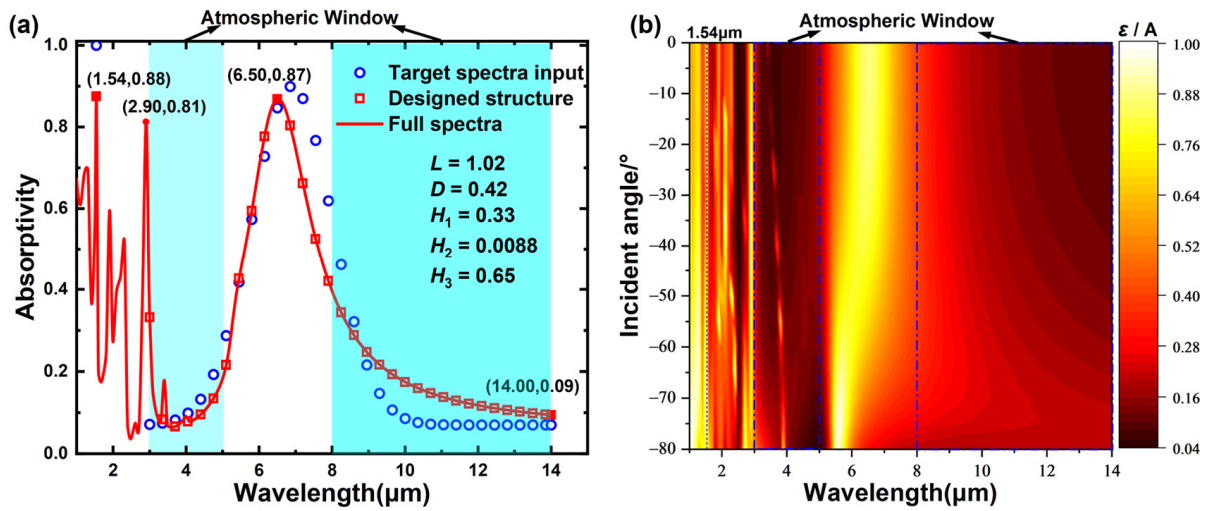 (a)
Atmospheric Window
(1.54,0.88)
(2.90,0.81)
(6.50,0.87)
Target spectra input
Designed structure
Full spectra
L = 1.02
D = 0.42
H1 = 0.33
H2 = 0.0088
H3 = 0.65
(14.00,0.09)
Absorptivity
1.0
0.8
0.6
0.4
0.2
0.0
2 4 6 8 10 12 14
Wavelength(μm)
(b)
Atmospheric Window
1.54μm
ε / A
Incident angle/°
0
−10
−20
−30
−40
−50
−60
−70
−80
2 4 6 8 10 12 14
Wavelength(μm)
1.00
0.88
0.76
0.64
0.52
0.40
0.28
0.16
0.04